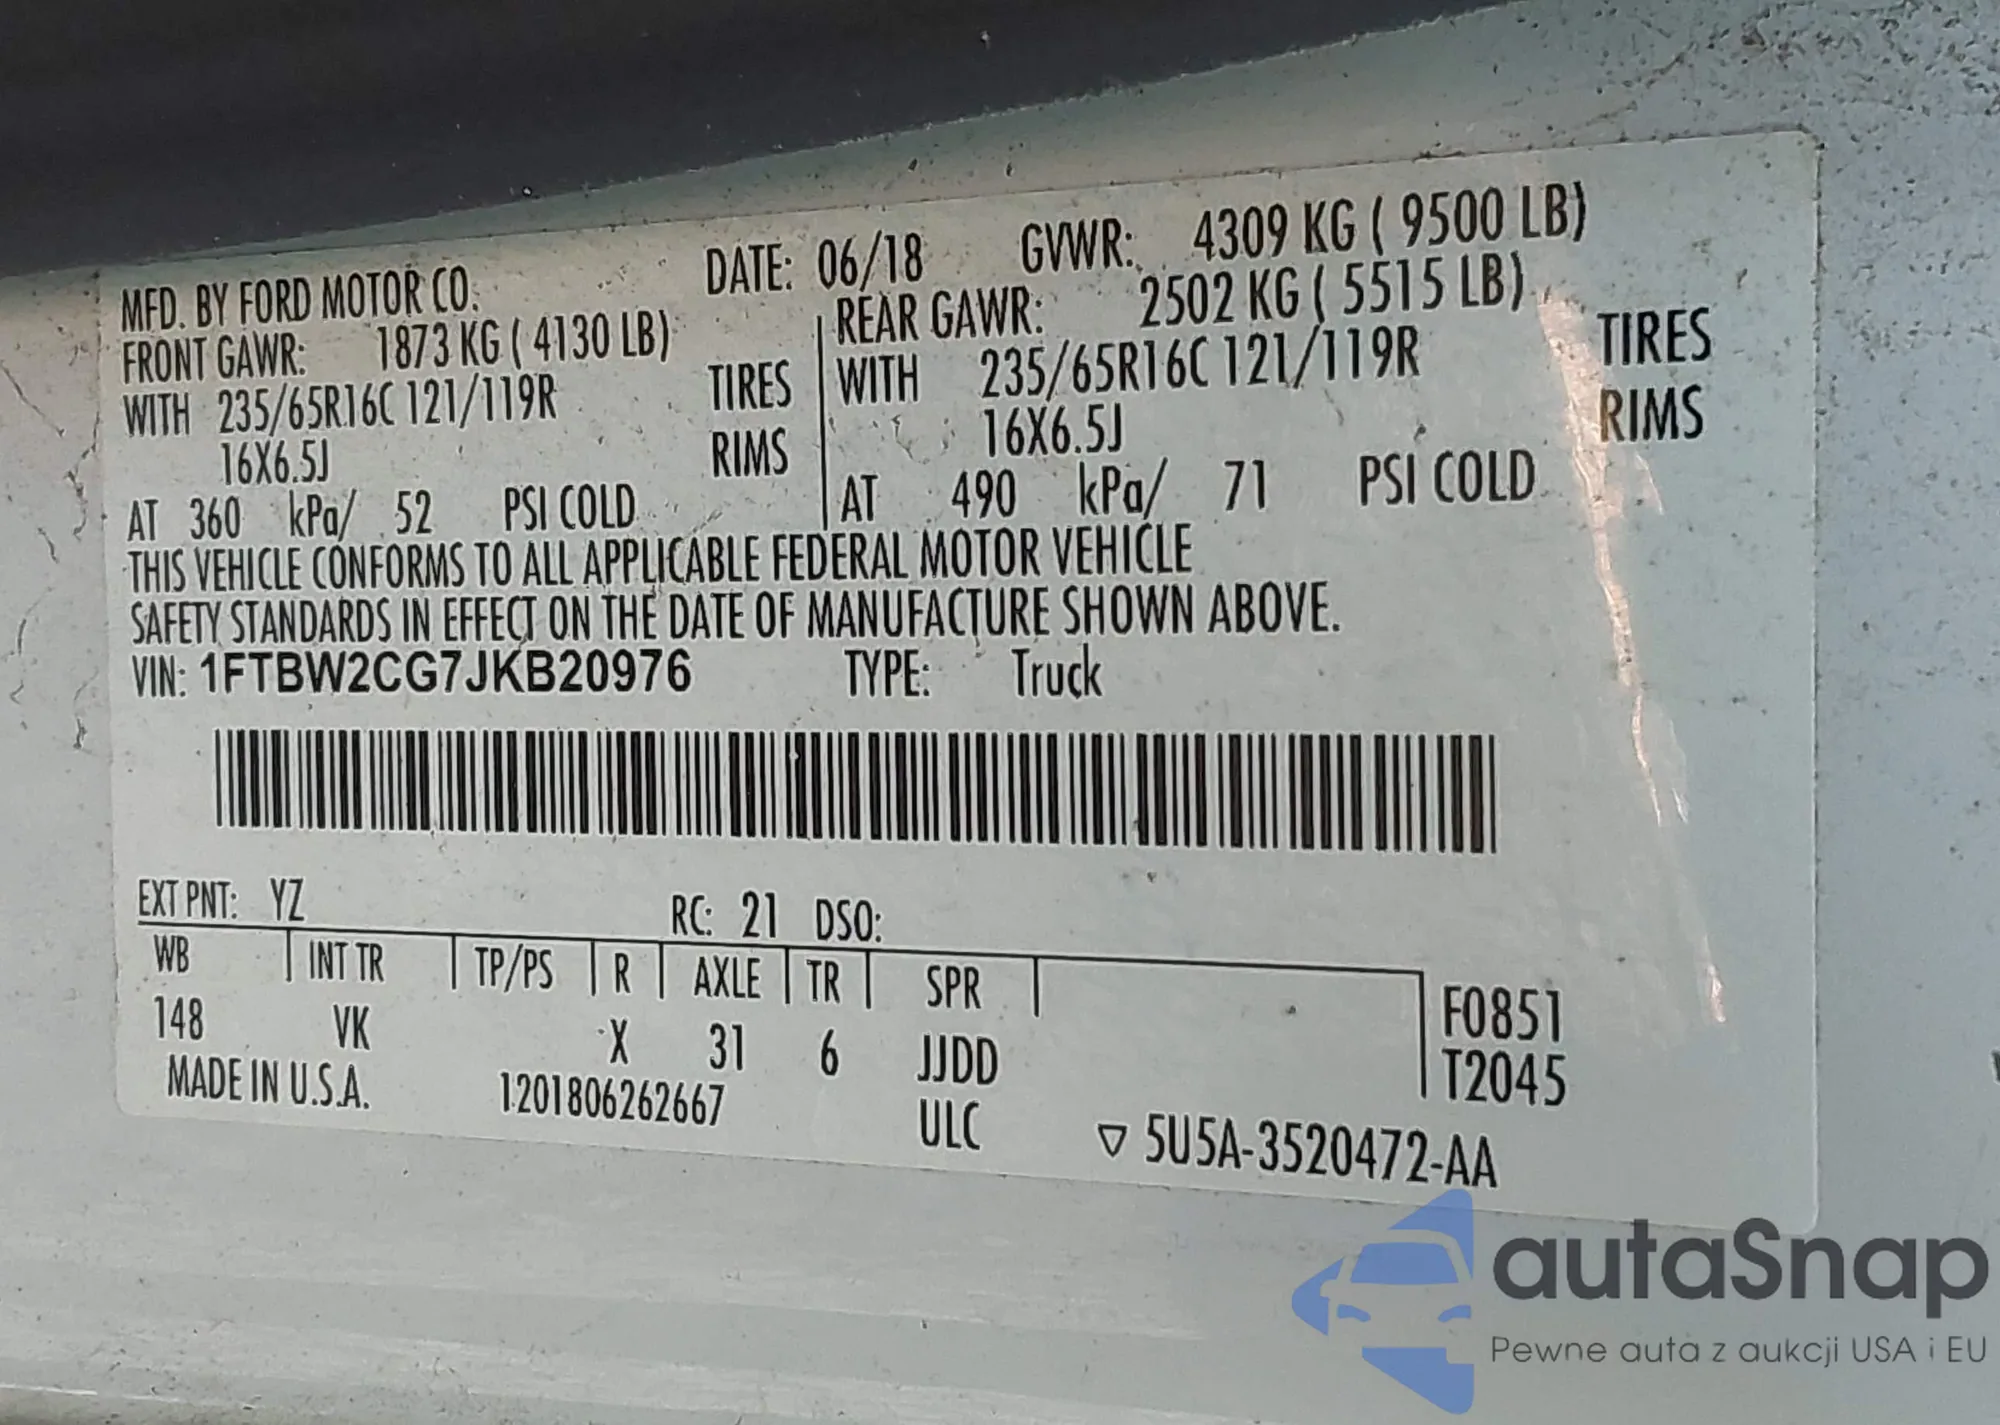 MFD. BY FORD MOTOR CO. DATE: 06/18 GVWR: 4309 KG ( 9500 LB)
FRONT GAWR: 1873 KG ( 4130 LB) REAR GAWR: 2502 KG ( 5515 LB)
WITH 235/65R16C 121/119R TIRES WITH 235/65R16C 121/119R TIRES
16X6.5J RIMS 16X6.5J RIMS
AT 360 kPa/ 52 PSI COLD AT 490 kPa/ 71 PSI COLD
THIS VEHICLE CONFORMS TO ALL APPLICABLE FEDERAL MOTOR VEHICLE
SAFETY STANDARDS IN EFFECT ON THE DATE OF MANUFACTURE SHOWN ABOVE.
VIN: 1FTBW2CG7JKB20976 TYPE: Truck
EXT PNT: YZ RC: 21 DSO:
WB INT TR TP/PS R AXLE TR SPR
148 VK X 31 6 JJDD
F0851
T2045
MADE IN U.S.A. 1201806262667 ULC
▽ 5U5A-3520472-AA
autaSnap
Pewne auta z aukcji USA i EU